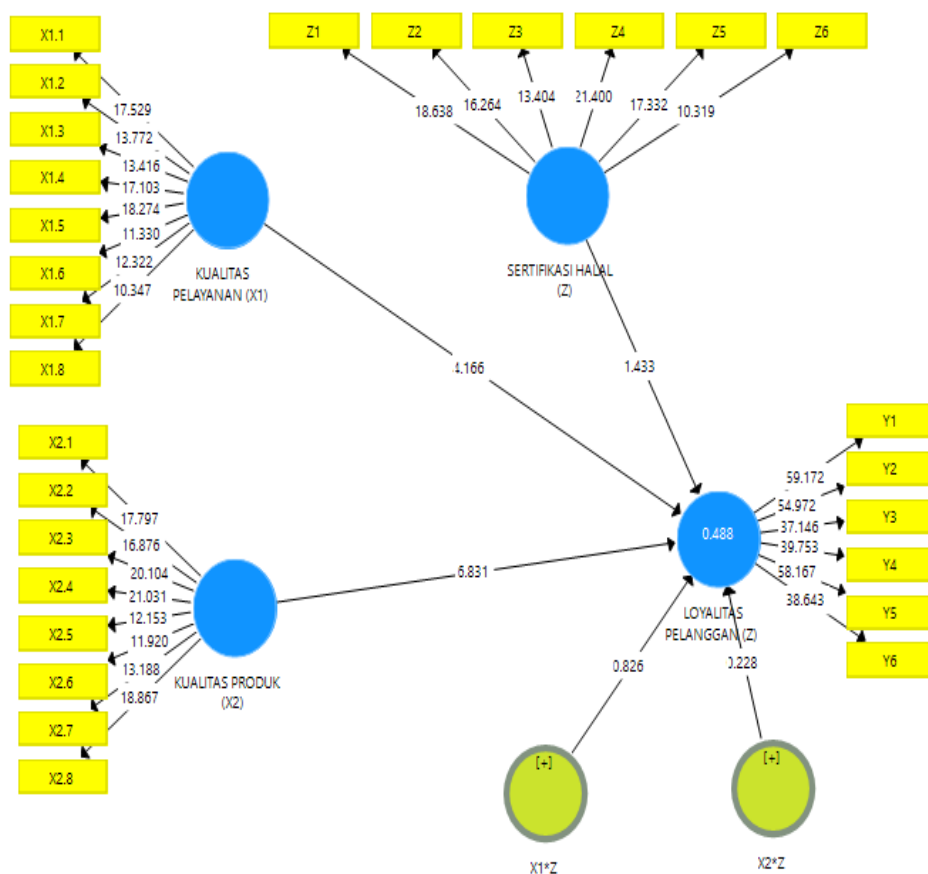 X1.1
X1.2
X1.3
X1.4
X1.5
X1.6
X1.7
X1.8
17.529
13.772
13.416
17.103
18.274
11.330
12.322
10.347
KUALITAS
PELAYANAN (X1)
Z1
Z2
Z3
Z4
Z5
Z6
18.638
16.264
13.404
21.400
17.332
10.319
SERTIFIKASI HALAL
(Z)
4.166
1.433
X2.1
X2.2
X2.3
X2.4
X2.5
X2.6
X2.7
X2.8
17.797
16.876
20.104
21.031
12.153
11.920
13.188
18.867
KUALITAS PRODUK
(X2)
6.831
0.488
LOYALITAS
PELANGGAN (Z)
59.172
54.972
37.146
39.753
58.167
38.643
Y1
Y2
Y3
Y4
Y5
Y6
0.826
0.228
[+]
[+]
X1*Z
X2*Z